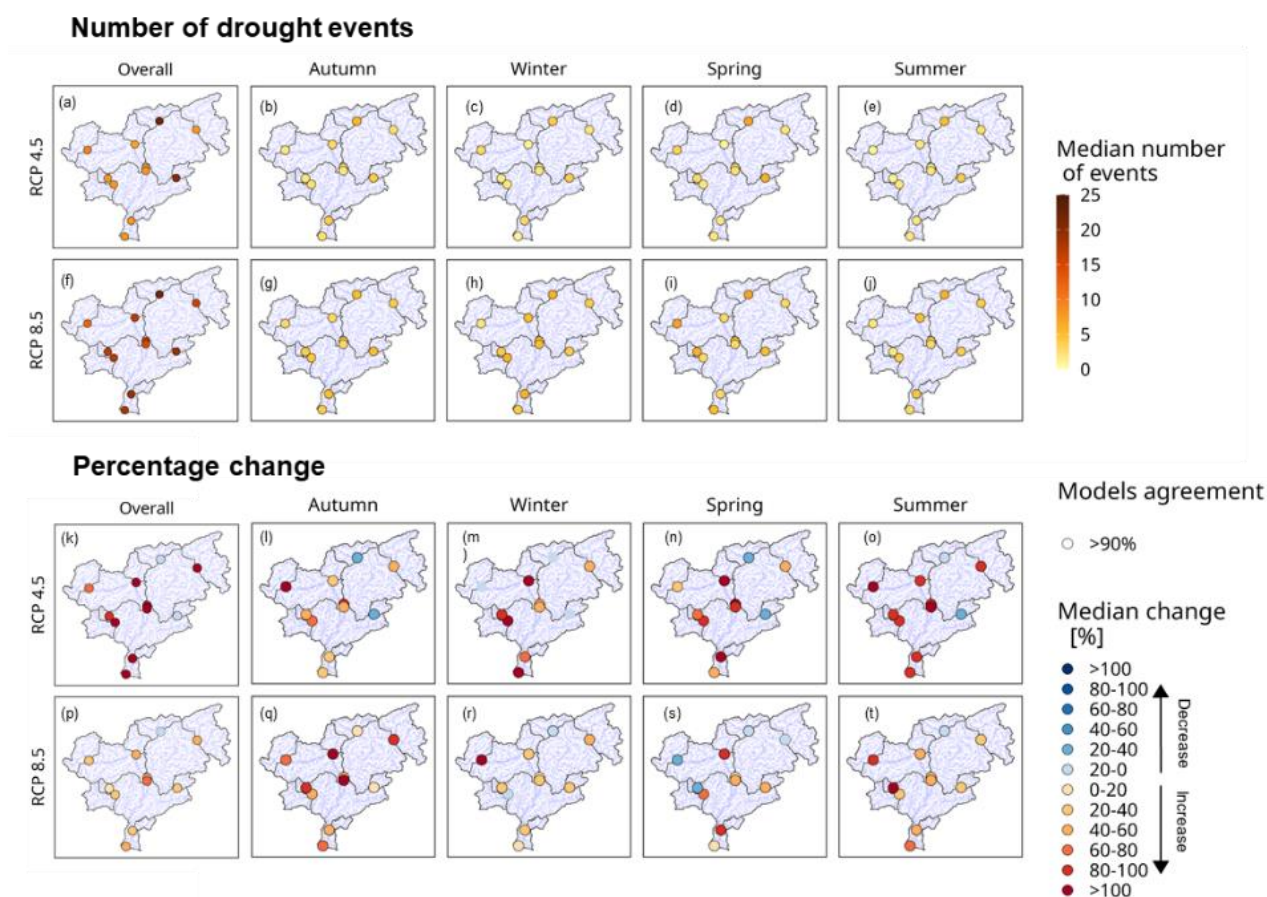 Number of drought events
Overall
Autumn
Winter
Spring
Summer
RCP 4.5
(a)
(b)
(c)
(d)
(e)
RCP 8.5
(f)
(g)
(h)
(i)
(j)
Median number
of events
25
20
15
10
5
0
Percentage change
Overall
Autumn
Winter
Spring
Summer
RCP 4.5
(k)
(l)
(m
)
(n)
(o)
RCP 8.5
(p)
(q)
(r)
(s)
(t)
Models agreement
>90%
Median change
[%]
>100
80-100
60-80
40-60
20-40
20-0
0-20
20-40
40-60
60-80
80-100
>100
Decrease
Increase